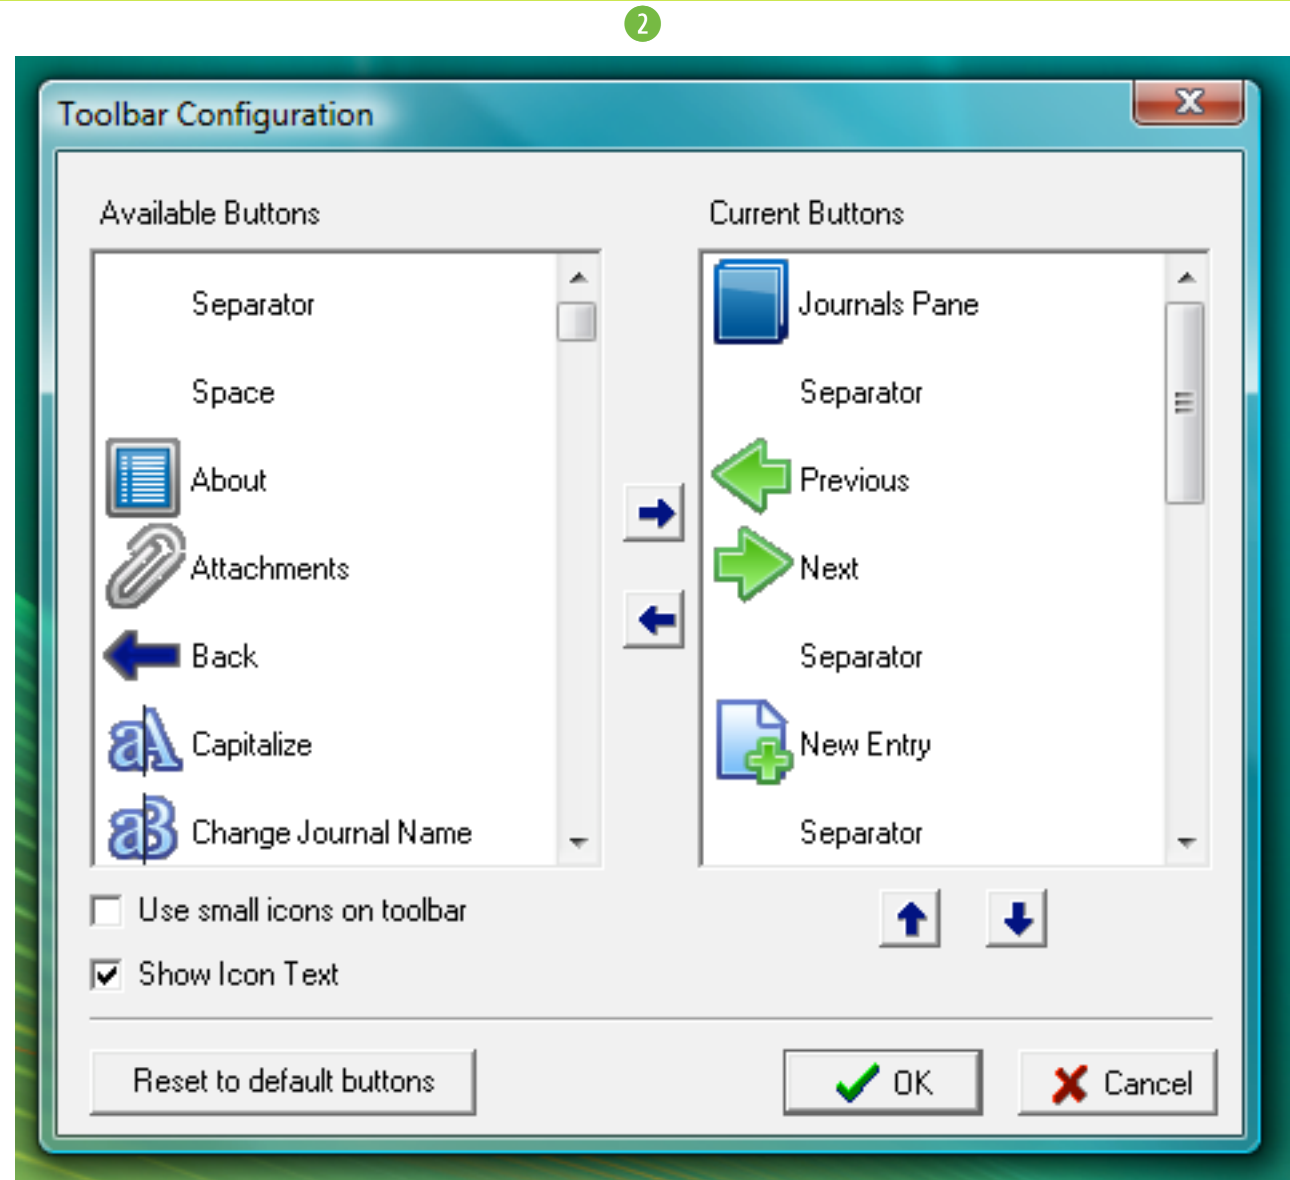 2
Toolbar Configuration
Available Buttons
Current Buttons
Separator
Space
About
Attachments
Back
Capitalize
Change Journal Name
Journals Pane
Separator
Previous
Next
Separator
New Entry
Separator
Use small icons on toolbar
Show Icon Text
Reset to default buttons
OK
Cancel